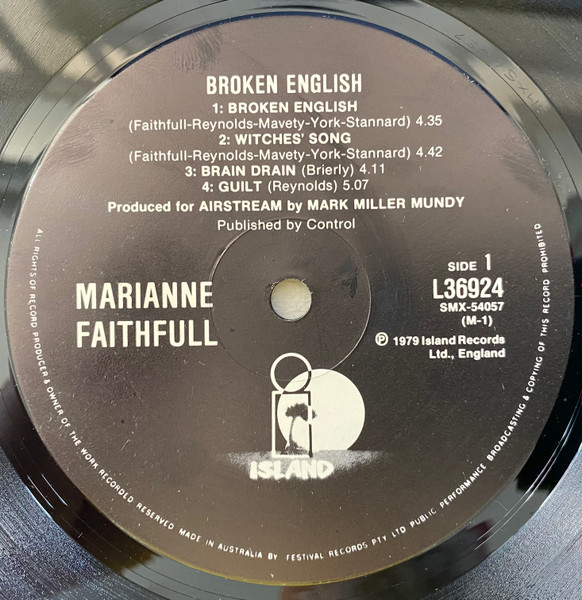 BROKEN ENGLISH
1: BROKEN ENGLISH
(Faithfull-Reynolds-Mavety-York-Stannard) 4.35
2: WITCHES' SONG
(Faithfull-Reynolds-Mavety-York-Stannard) 4.42
3: BRAIN DRAIN (Brierly) 4.11
4: GUILT (Reynolds) 5.07
Produced for AIRSTREAM by MARK MILLER MUNDY
Published by Control
MARIANNE
FAITHFULL
SIDE 1
L36924
SMX-54057
(M-1)
℗ 1979 Island Records
Ltd., England
ISLAND
ALL RIGHTS OF RECORD PRODUCER & OWNER OF THE WORK RECORDED RESERVED MADE IN AUSTRALIA BY FESTIVAL RECORDS PTY LTD PUBLIC PERFORMANCE BROADCASTING & COPYING OF THIS RECORD PROHIBITED